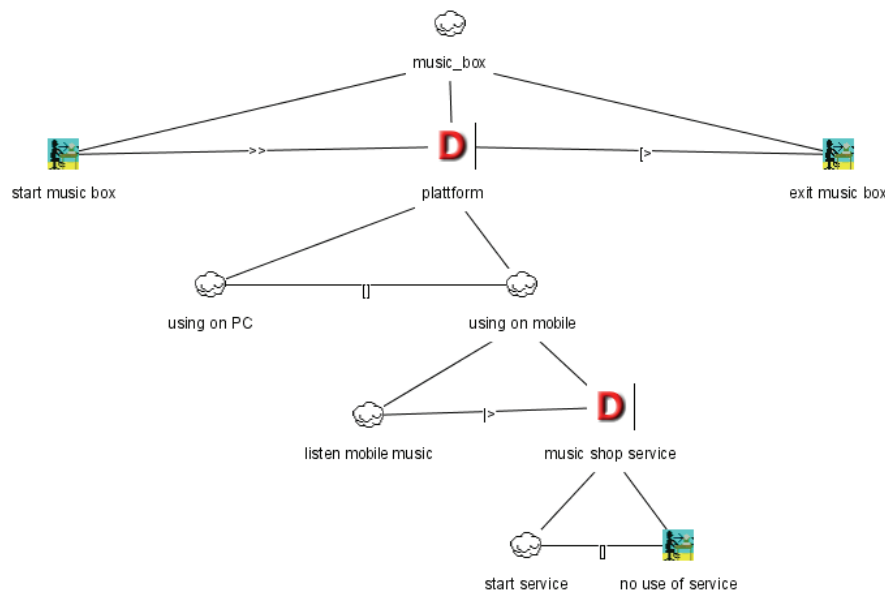 music_box
>>
D
[>
start music box
plattform
exit music box
[]
using on PC
using on mobile
|>
D
listen mobile music
music shop service
[]
start service
no use of service